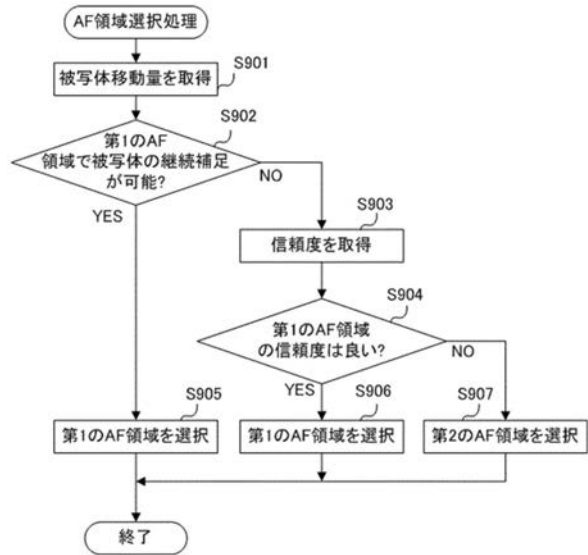 AF領域選択処理
S901
被写体移動量を取得
S902
第1のAF
領域で被写体の継続補足
が可能?
NO
YES
S903
信頼度を取得
S904
第1のAF領域
の信頼度は良い?
NO
YES
S905
第1のAF領域を選択
S906
第1のAF領域を選択
S907
第2のAF領域を選択
終了